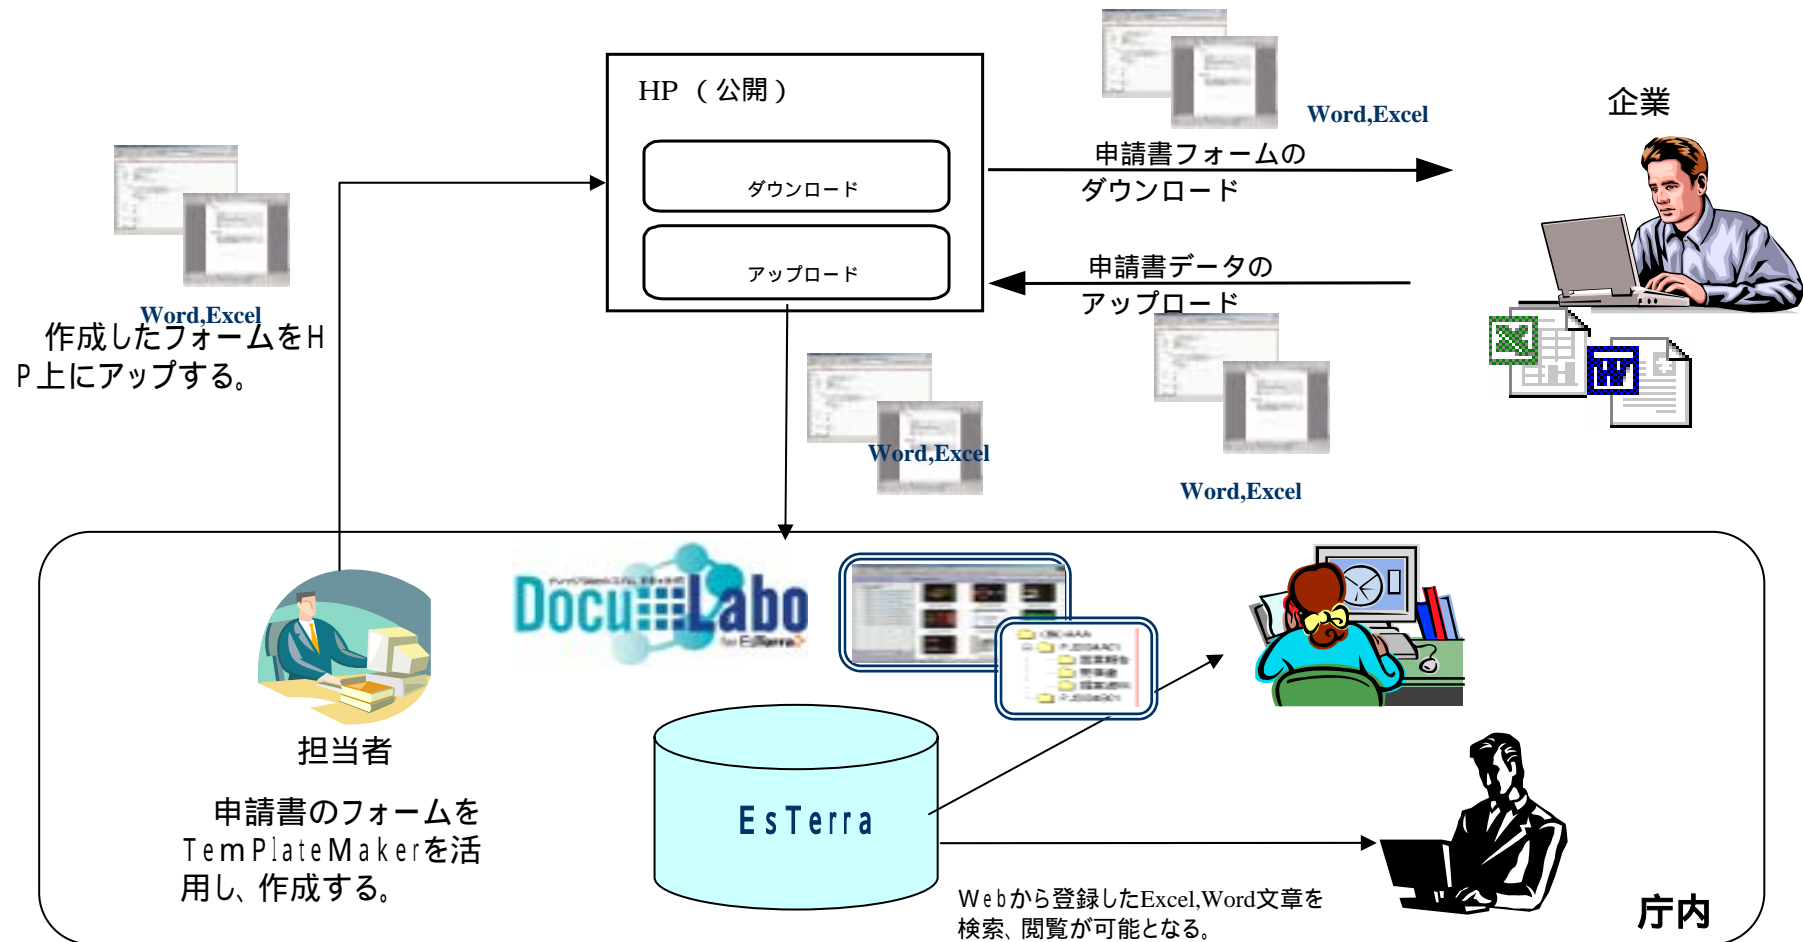 HP （公開）
ダウンロード
アップロード
Word,Excel
申請書フォームの
ダウンロード
企業
申請書データの
アップロード
Word,Excel
Word,Excel
作成したフォームをH
P上にアップする。
Word,Excel
DocuLabo
for EsTerra
担当者
申請書のフォームを
TemPlateMakerを活
用し、作成する。
EsTerra
Webから登録したExcel,Word文章を
検索、閲覧が可能となる。
庁内